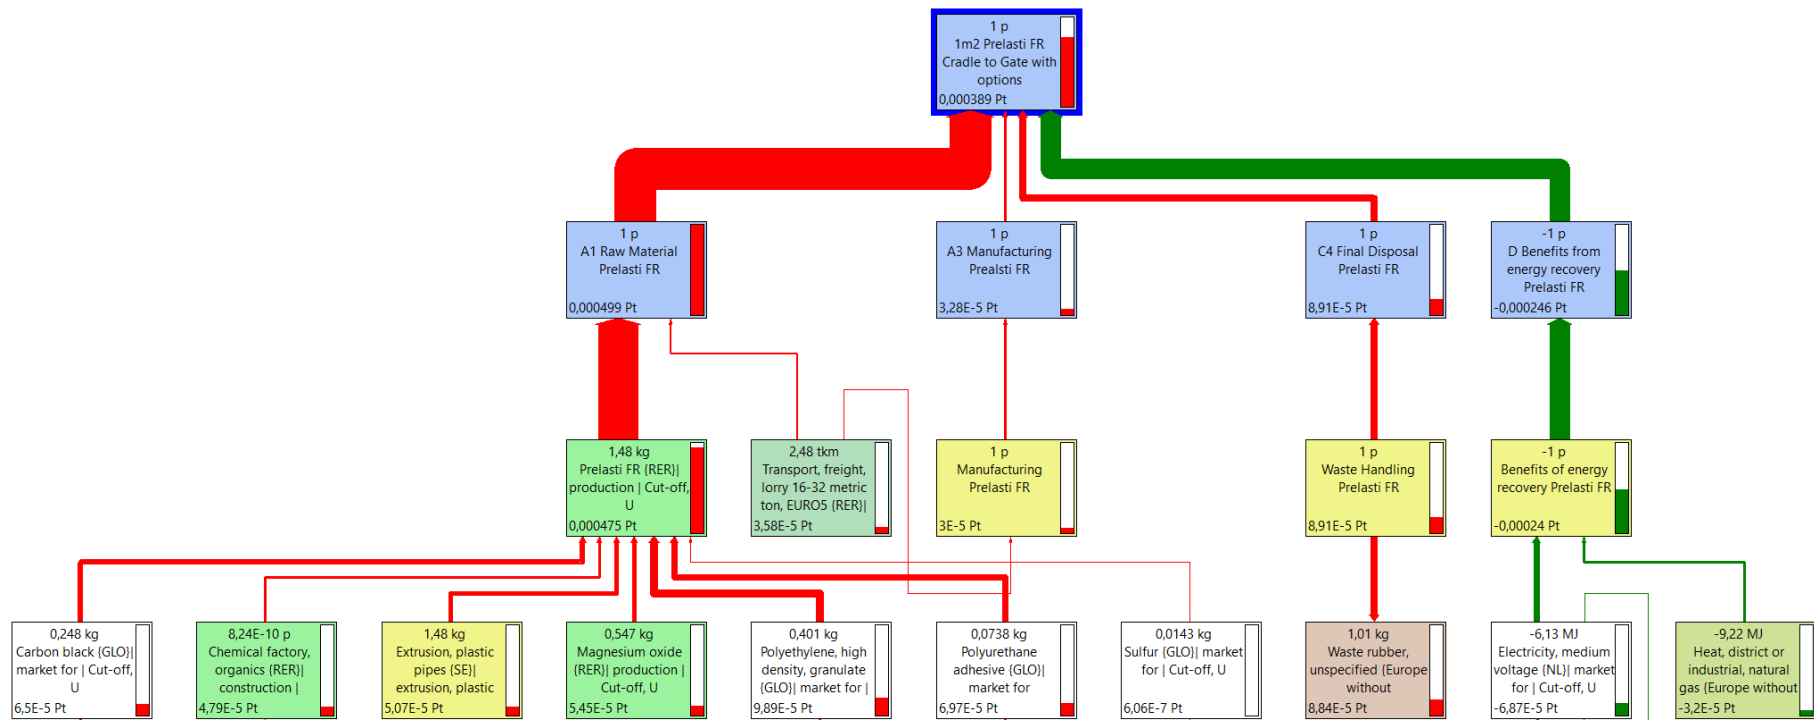 1 p
1m2 Prelasti FR
Cradle to Gate with
options
0,000389 Pt
1 p
A1 Raw Material
Prelasti FR
0,000499 Pt
1 p
A3 Manufacturing
Prealsti FR
3,28E-5 Pt
1 p
C4 Final Disposal
Prelasti FR
8,91E-5 Pt
-1 p
D Benefits from
energy recovery
Prelasti FR
-0,000246 Pt
1,48 kg
Prelasti FR {RER}|
production | Cut-off,
U
0,000475 Pt
2,48 tkm
Transport, freight,
lorry 16-32 metric
ton, EURO5 {RER}|
3,58E-5 Pt
1 p
Manufacturing
Prelasti FR
3E-5 Pt
1 p
Waste Handling
Prelasti FR
8,91E-5 Pt
-1 p
Benefits of energy
recovery Prelasti FR
-0,00024 Pt
0,248 kg
Carbon black {GLO}|
market for | Cut-off,
U
6,5E-5 Pt
8,24E-10 p
Chemical factory,
organics {RER}|
construction |
4,79E-5 Pt
1,48 kg
Extrusion, plastic
pipes {SE}|
extrusion, plastic
5,07E-5 Pt
0,547 kg
Magnesium oxide
{RER}| production |
Cut-off, U
5,45E-5 Pt
0,401 kg
Polyethylene, high
density, granulate
{GLO}| market for |
9,89E-5 Pt
0,0738 kg
Polyurethane
adhesive {GLO}|
market for
6,97E-5 Pt
0,0143 kg
Sulfur {GLO}| market
for | Cut-off, U
6,06E-7 Pt
1,01 kg
Waste rubber,
unspecified {Europe
without
8,84E-5 Pt
-6,13 MJ
Electricity, medium
voltage {NL}| market
for | Cut-off, U
-6,87E-5 Pt
-9,22 MJ
Heat, district or
industrial, natural
gas {Europe without
-3,2E-5 Pt